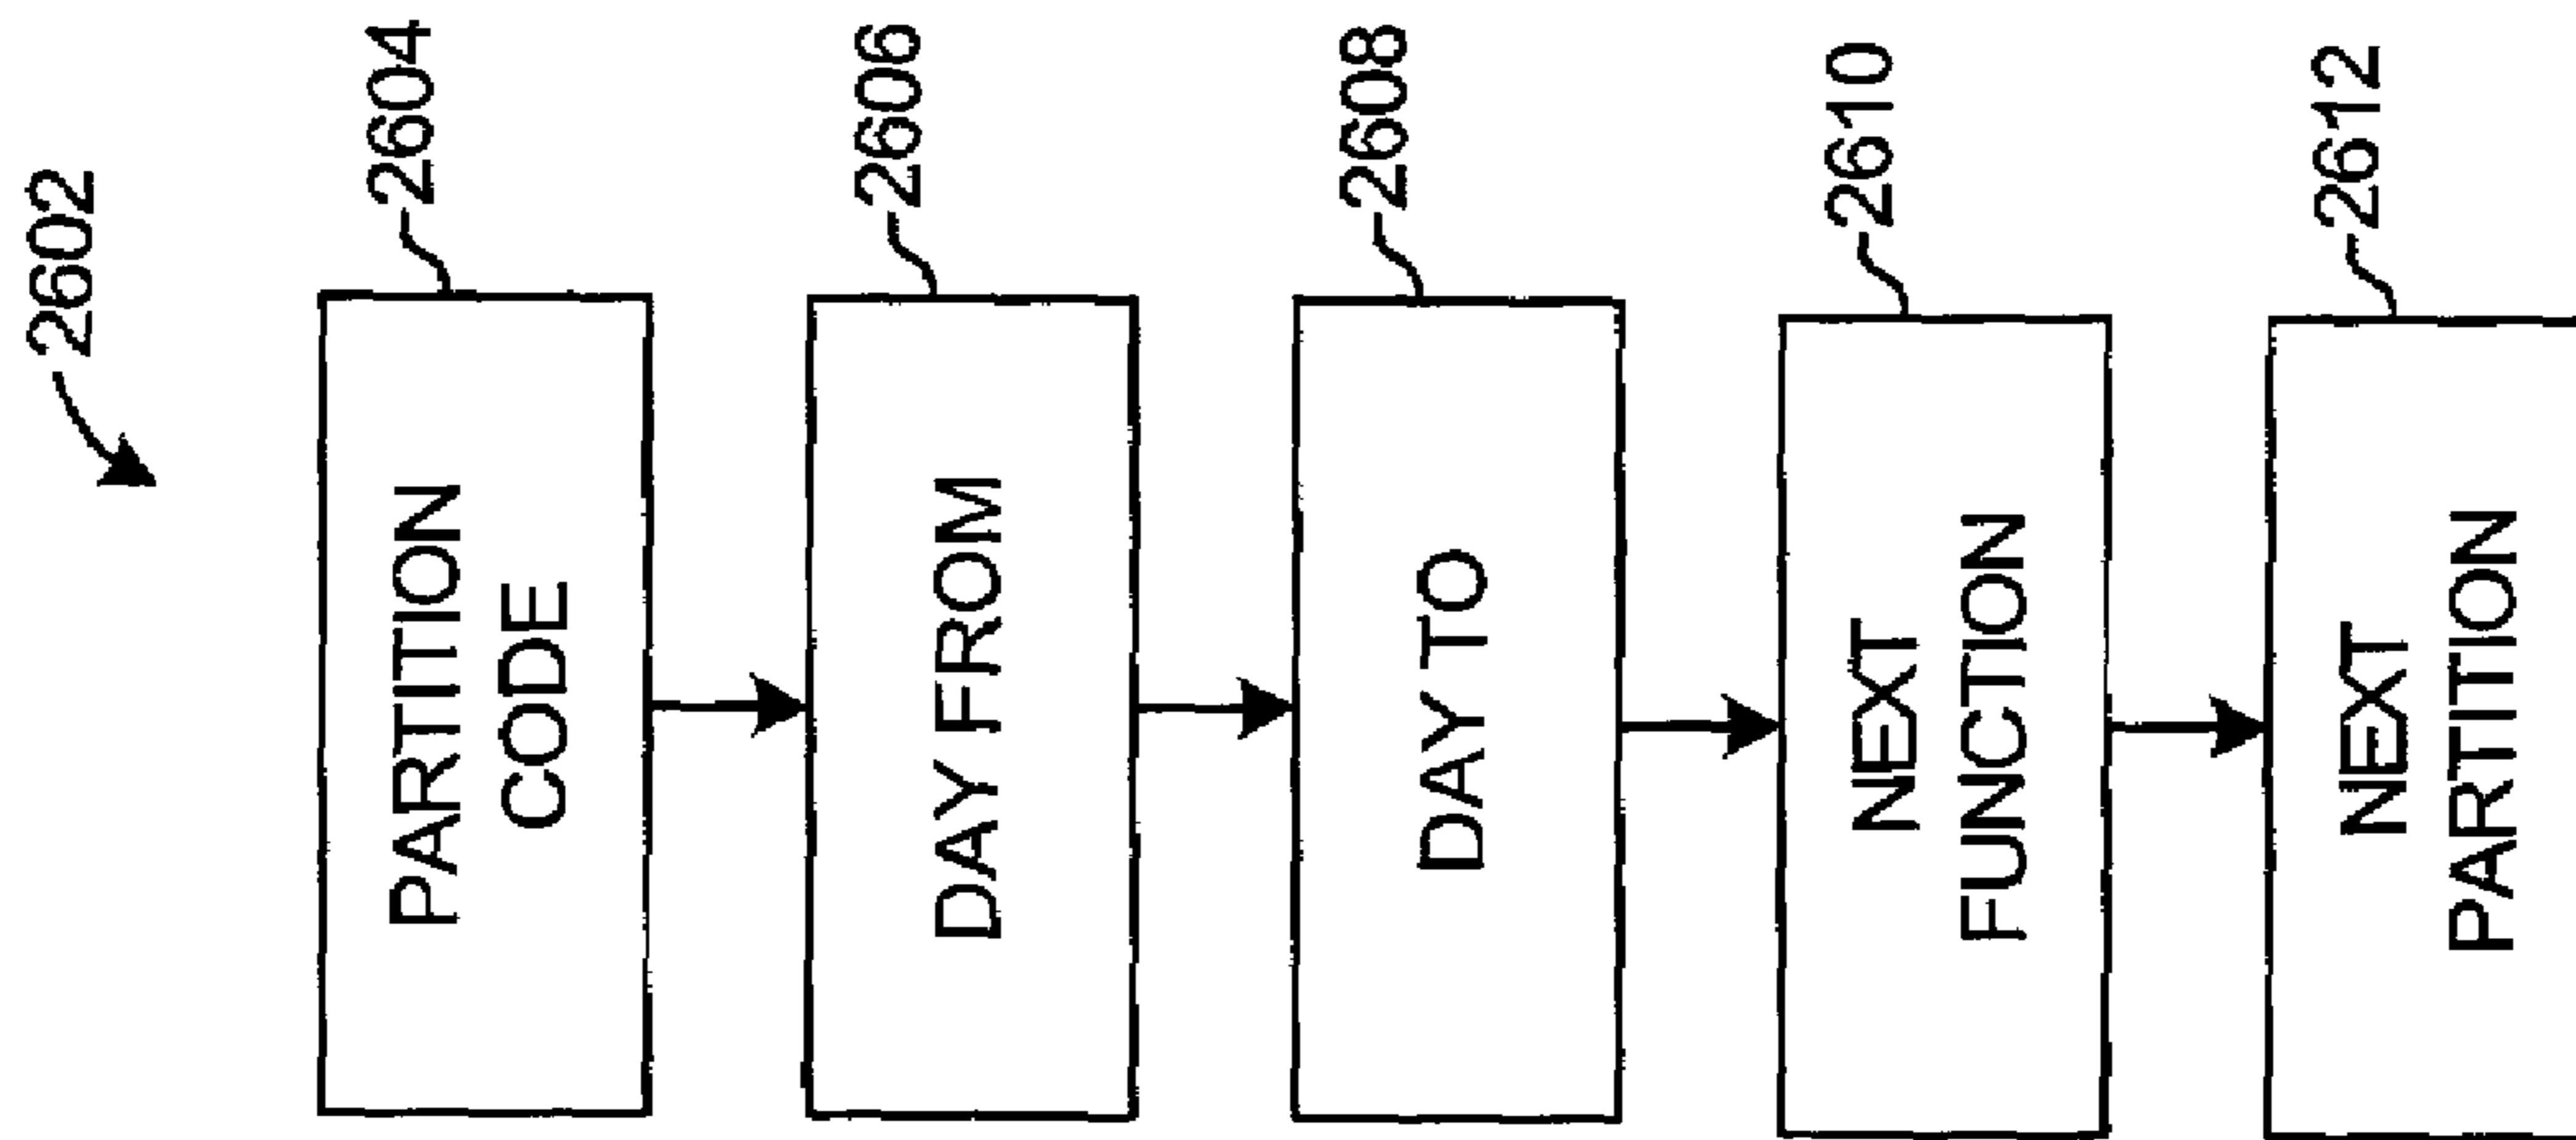 2602
PARTITION
CODE
2604
DAY FROM
2606
DAY TO
2608
NEXT
FUNCTION
2610
NEXT
PARTITION
2612